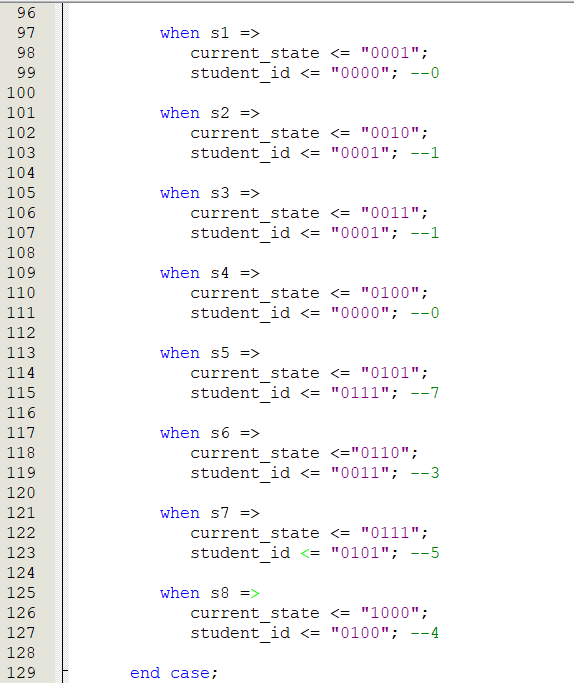 96
97 when s1 =>
98 current_state <= "0001";
99 student_id <= "0000"; --0
100
101 when s2 =>
102 current_state <= "0010";
103 student_id <= "0001"; --1
104
105 when s3 =>
106 current_state <= "0011";
107 student_id <= "0001"; --1
108
109 when s4 =>
110 current_state <= "0100";
111 student_id <= "0000"; --0
112
113 when s5 =>
114 current_state <= "0101";
115 student_id <= "0111"; --7
116
117 when s6 =>
118 current_state <="0110";
119 student_id <= "0011"; --3
120
121 when s7 =>
122 current_state <= "0111";
123 student_id <= "0101"; --5
124
125 when s8 =>
126 current_state <= "1000";
127 student_id <= "0100"; --4
128
129 end case;